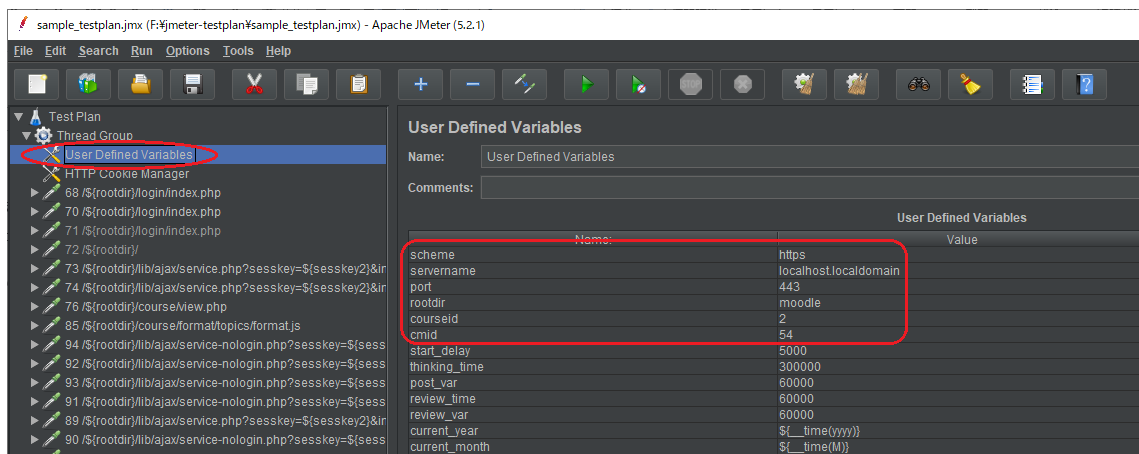 sample_testplan.jmx (F:¥jmeter-testplan¥sample_testplan.jmx) - Apache JMeter (5.2.1)
File Edit Search Run Options Tools Help
STOP
Test Plan
Thread Group
User Defined Variables
HTTP Cookie Manager
68 /${rootdir}/login/index.php
70 /${rootdir}/login/index.php
71 /${rootdir}/login/index.php
72 /${rootdir}/
73 /${rootdir}/lib/ajax/service.php?sesskey=${sesskey2}&in
74 /${rootdir}/lib/ajax/service.php?sesskey=${sesskey2}&in
76 /${rootdir}/course/view.php
85 /${rootdir}/course/format/topics/format.js
94 /${rootdir}/lib/ajax/service-nologin.php?sesskey=${sess
92 /${rootdir}/lib/ajax/service-nologin.php?sesskey=${sess
93 /${rootdir}/lib/ajax/service-nologin.php?sesskey=${sess
91 /${rootdir}/lib/ajax/service-nologin.php?sesskey=${sess
89 /${rootdir}/lib/ajax/service-nologin.php?sesskey=${sess
90 /${rootdir}/lib/ajax/service-nologin.php?sesskey=${sess
User Defined Variables
Name: User Defined Variables
Comments:
User Defined Variables
Name: Value
scheme https
servername localhost.localdomain
port 443
rootdir moodle
courseid 2
cmid 54
start_delay 5000
thinking_time 300000
post_var 60000
review_time 60000
review_var 60000
current_year ${__time(yyyy)}
current_month ${__time(M)}